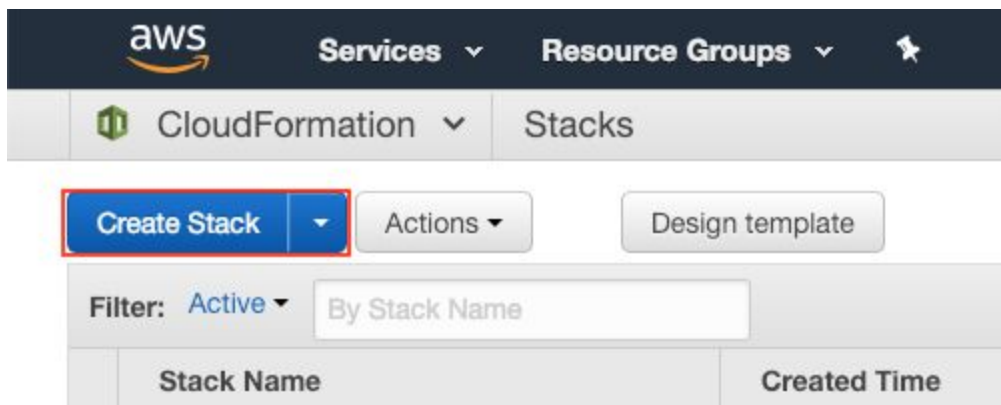 aws Services Resource Groups
CloudFormation Stacks
Create Stack Actions Design template
Filter: Active By Stack Name
Stack Name Created Time